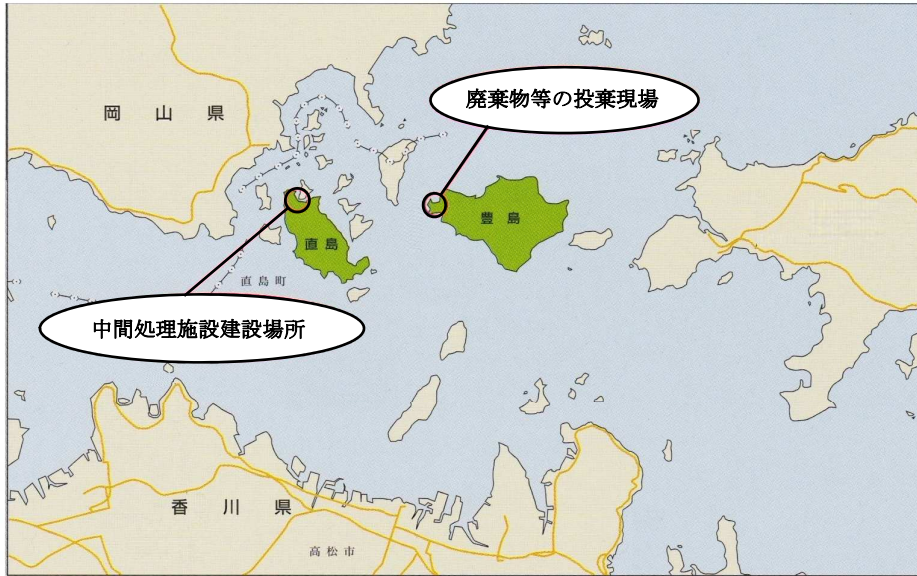 岡山県
廃棄物等の投棄現場
豊島
直島
直島町
中間処理施設建設場所
香川県
高松市